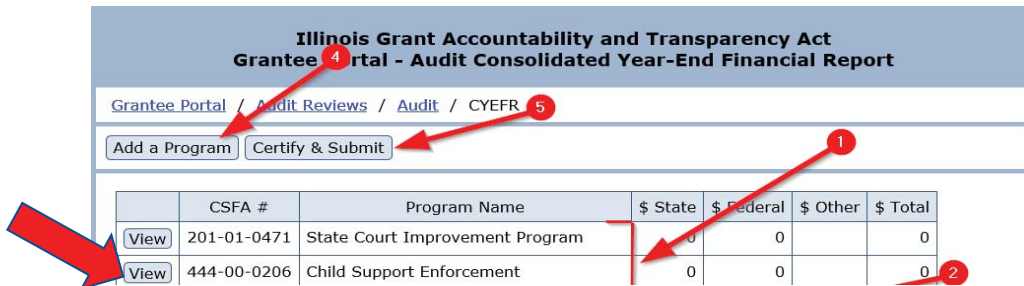 Illinois Grant Accountability and Transparency Act
Grantee Portal - Audit Consolidated Year-End Financial Report
4
Grantee Portal / Audit Reviews / Audit / CYEFR
5
Add a Program Certify & Submit
1
CSFA # Program Name $ State $ Federal $ Other $ Total
View 201-01-0471 State Court Improvement Program 0 0 0
View 444-00-0206 Child Support Enforcement 0 0 0
2